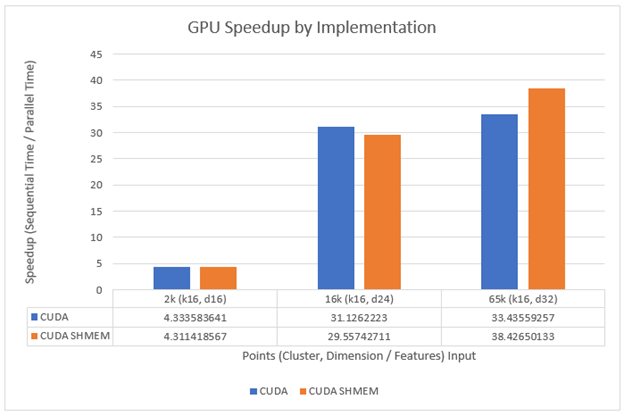 GPU Speedup by Implementation
Speedup (Sequential Time / Parallel Time)
45
40
35
30
25
20
15
10
5
0
2k (k16, d16) 16k (k16, d24) 65k (k16, d32)
CUDA 4.333583641 31.1262223 33.43559257
CUDA SHMEM 4.311418567 29.55742711 38.42650133
Points (Cluster, Dimension / Features) Input
CUDA CUDA SHMEM